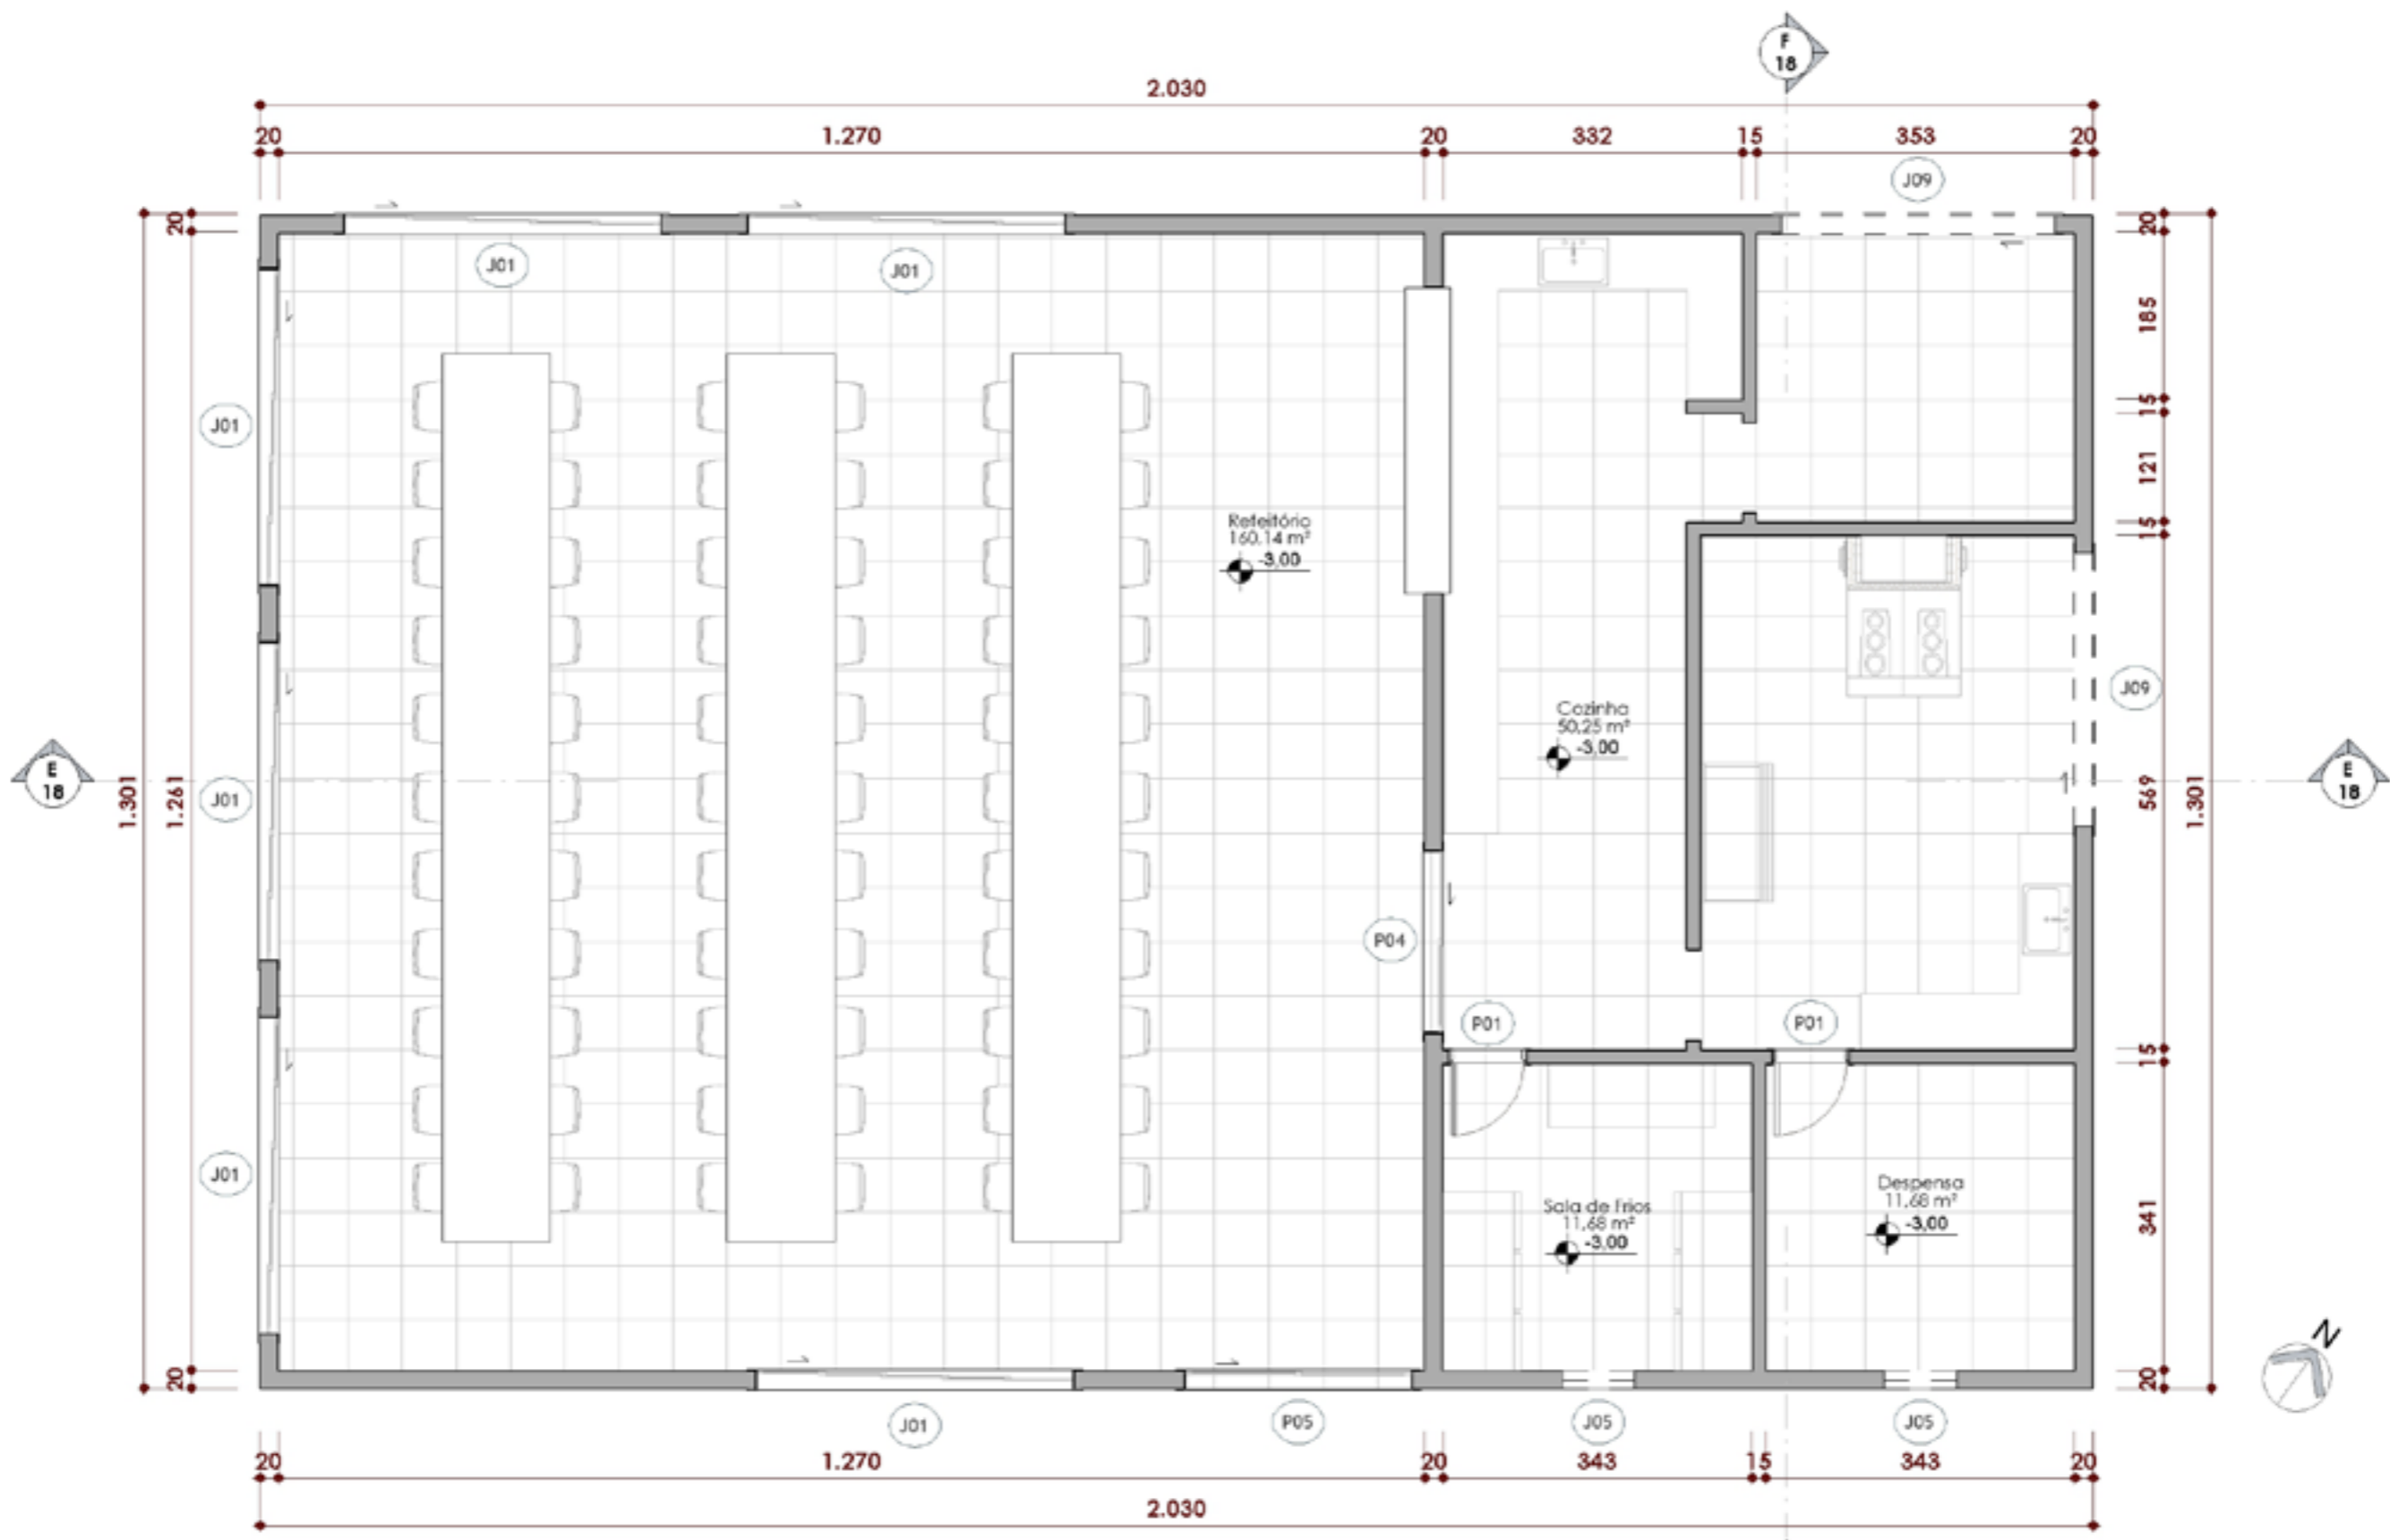 F
18
2.030
20 1.270 20 332 15 353 20
J09
20
20
J01
J01
185
J01
15
121
Refeitório
160,14 m²
-3,00
15
J09
Cozinha
50,25 m²
-3,00
E
18
1.301
1.261
J01
569
1.301
E
18
P04
P01
P01
15
J01
Despensa
11,68 m²
-3,00
Sala de frios
11,68 m²
-3,00
341
N
20
20
J01
P05
J05
J05
20 1.270 20 343 15 343 20
2.030